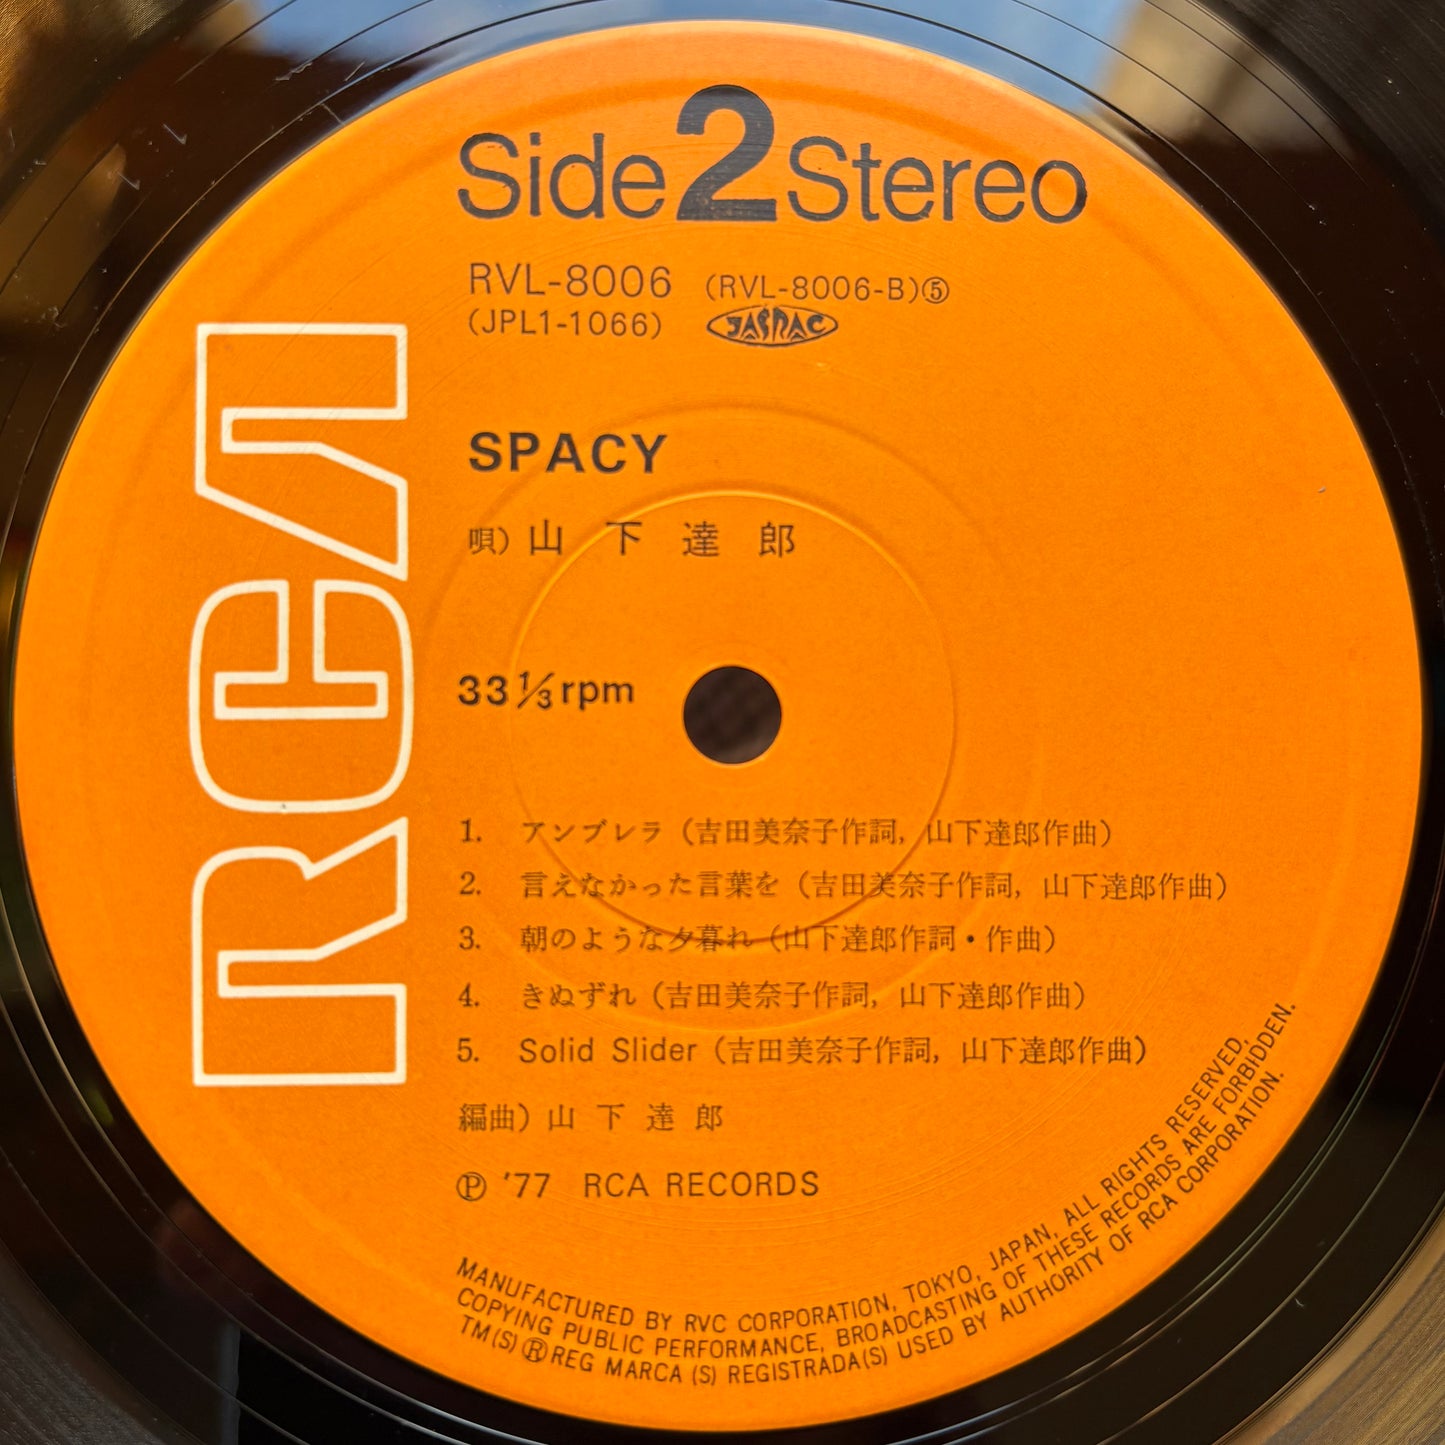 Side 2 Stereo
RVL-8006 (RVL-8006-B)⑤
(JPL1-1066) JASRAC
RCA
SPACY
唄) 山下達郎
33 1/3 rpm
1. アンブレラ (吉田美奈子作詞, 山下達郎作曲)
2. 言えなかった言葉を (吉田美奈子作詞, 山下達郎作曲)
3. 朝のような夕暮れ (山下達郎作詞・作曲)
4. きぬずれ (吉田美奈子作詞, 山下達郎作曲)
5. Solid Slider (吉田美奈子作詞, 山下達郎作曲)
編曲) 山下達郎
Ⓟ '77 RCA RECORDS
MANUFACTURED BY RVC CORPORATION, TOKYO, JAPAN, ALL RIGHTS RESERVED.
COPYING PUBLIC PERFORMANCE, BROADCASTING OF THESE RECORDS ARE FORBIDDEN.
TM(S) ® REG MARCA (S) REGISTRADA(S) USED BY AUTHORITY OF RCA CORPORATION.